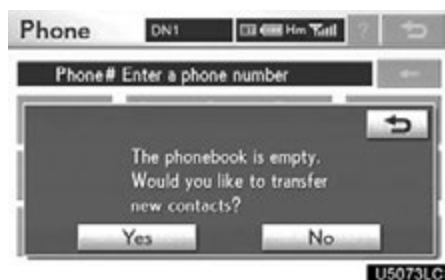 Phone DN1 Hm ?
Phone# Enter a phone number
The phonebook is empty.
Would you like to transfer
new contacts?
Yes No
U5073LC